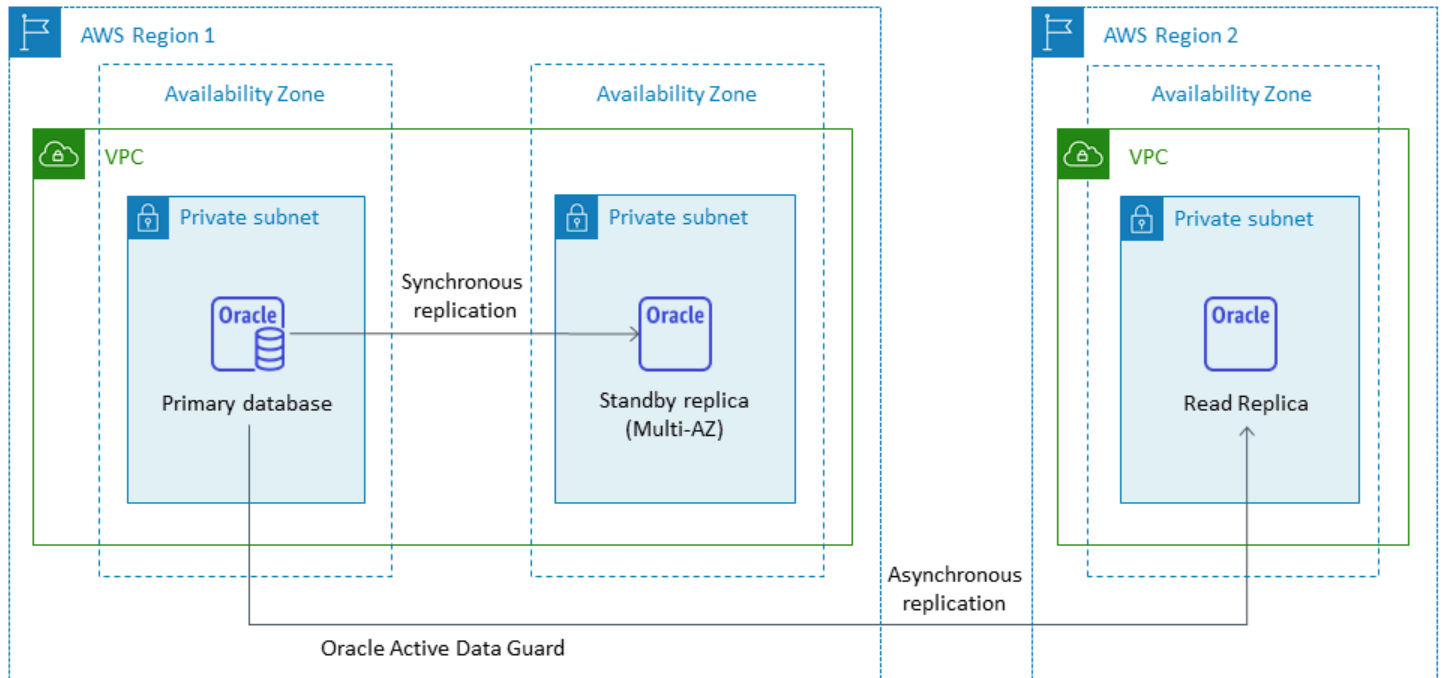 AWS Region 1
AWS Region 2
Availability Zone
Availability Zone
Availability Zone
VPC
VPC
Private subnet
Private subnet
Private subnet
Synchronous
replication
Oracle
Oracle
Oracle
Primary database
Standby replica
(Multi-AZ)
Read Replica
Asynchronous
replication
Oracle Active Data Guard